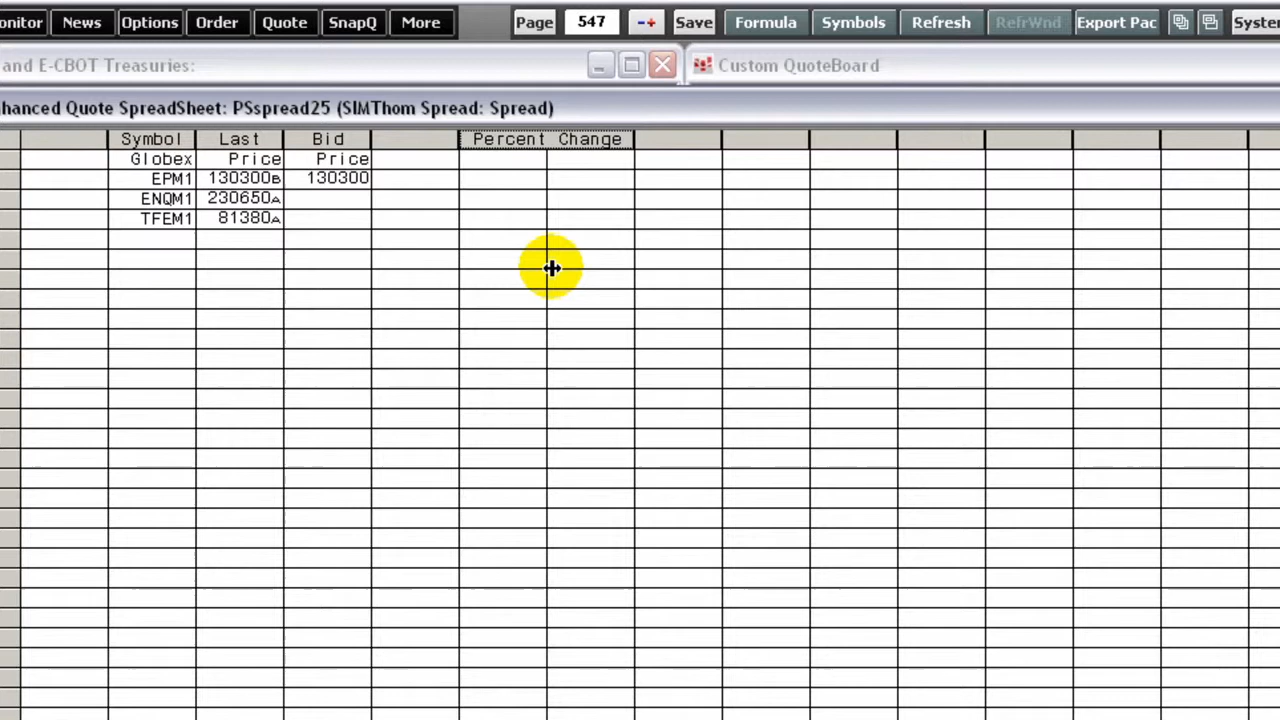 onitor News Options Order Quote SnapQ More Page 547 -+ Save Formula Symbols Refresh RefrWnd Export Pac System
and E-CBOT Treasuries: Custom QuoteBoard
hanced Quote SpreadSheet: PSspread25 (SIMThom Spread: Spread)
Symbol Last Bid Percent Change
Globex Price Price
EPM1 130300B 130300
ENQM1 230650A
TFEM1 81380A